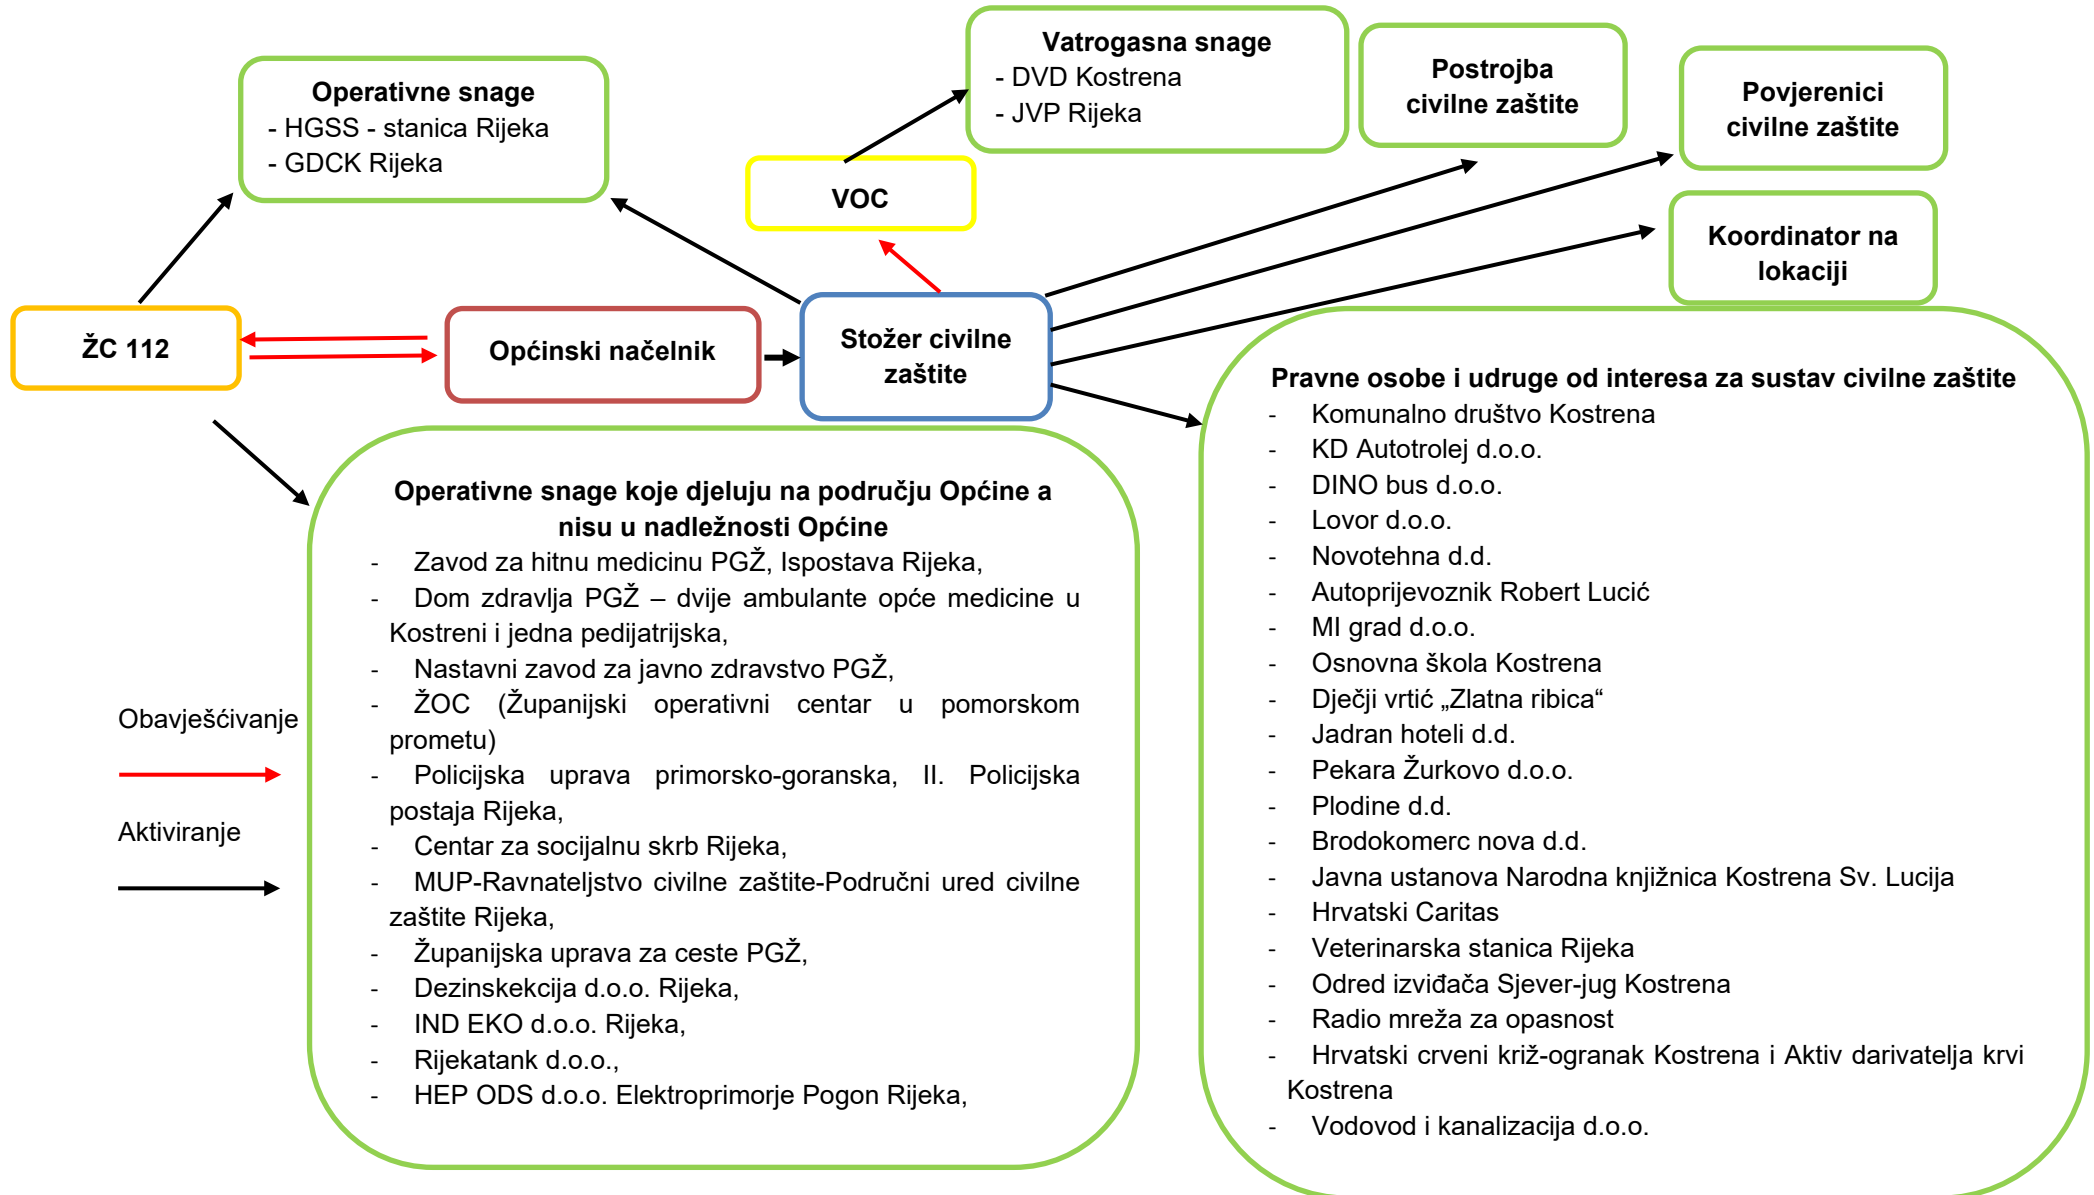 Operativne snage
- HGSS - stanica Rijeka
- GDCK Rijeka
Vatrogasna snage
- DVD Kostrena
- JVP Rijeka
Postrojba
civilne zaštite
Povjerenici
civilne zaštite
VOC
Koordinator na
lokaciji
ŽC 112
Općinski načelnik
Stožer civilne
zaštite
Operativne snage koje djeluju na području Općine a
nisu u nadležnosti Općine
- Zavod za hitnu medicinu PGŽ, Ispostava Rijeka,
- Dom zdravlja PGŽ – dvije ambulante opće medicine u
Kostreni i jedna pedijatrijska,
- Nastavni zavod za javno zdravstvo PGŽ,
- ŽOC (Županijski operativni centar u pomorskom
prometu)
- Policijska uprava primorsko-goranska, II. Policijska
postaja Rijeka,
- Centar za socijalnu skrb Rijeka,
- MUP-Ravnateljstvo civilne zaštite-Područni ured civilne
zaštite Rijeka,
- Županijska uprava za ceste PGŽ,
- Dezinskekcija d.o.o. Rijeka,
- IND EKO d.o.o. Rijeka,
- Rijekatank d.o.o.,
- HEP ODS d.o.o. Elektroprimorje Pogon Rijeka,
Pravne osobe i udruge od interesa za sustav civilne zaštite
- Komunalno društvo Kostrena
- KD Autotrolej d.o.o.
- DINO bus d.o.o.
- Lovor d.o.o.
- Novotehna d.d.
- Autoprijevoznik Robert Lucić
- MI grad d.o.o.
- Osnovna škola Kostrena
- Dječji vrtić „Zlatna ribica“
- Jadran hoteli d.d.
- Pekara Žurkovo d.o.o.
- Plodine d.d.
- Brodokomerc nova d.d.
- Javna ustanova Narodna knjižnica Kostrena Sv. Lucija
- Hrvatski Caritas
- Veterinarska stanica Rijeka
- Odred izviđača Sjever-jug Kostrena
- Radio mreža za opasnost
- Hrvatski crveni križ-ogranak Kostrena i Aktiv darivatelja krvi
Kostrena
- Vodovod i kanalizacija d.o.o.
Obavješćivanje
Aktiviranje